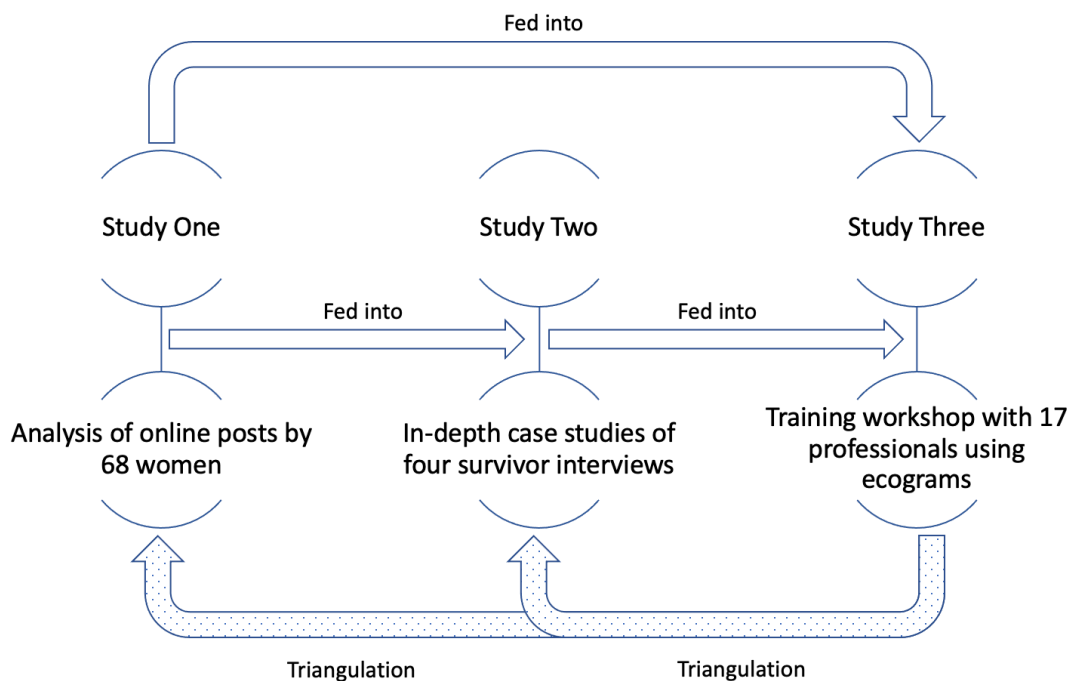 Fed into
Study One
Study Two
Study Three
Fed into
Fed into
Analysis of online posts by
68 women
In-depth case studies of
four survivor interviews
Training workshop with 17
professionals using
ecograms
Triangulation
Triangulation